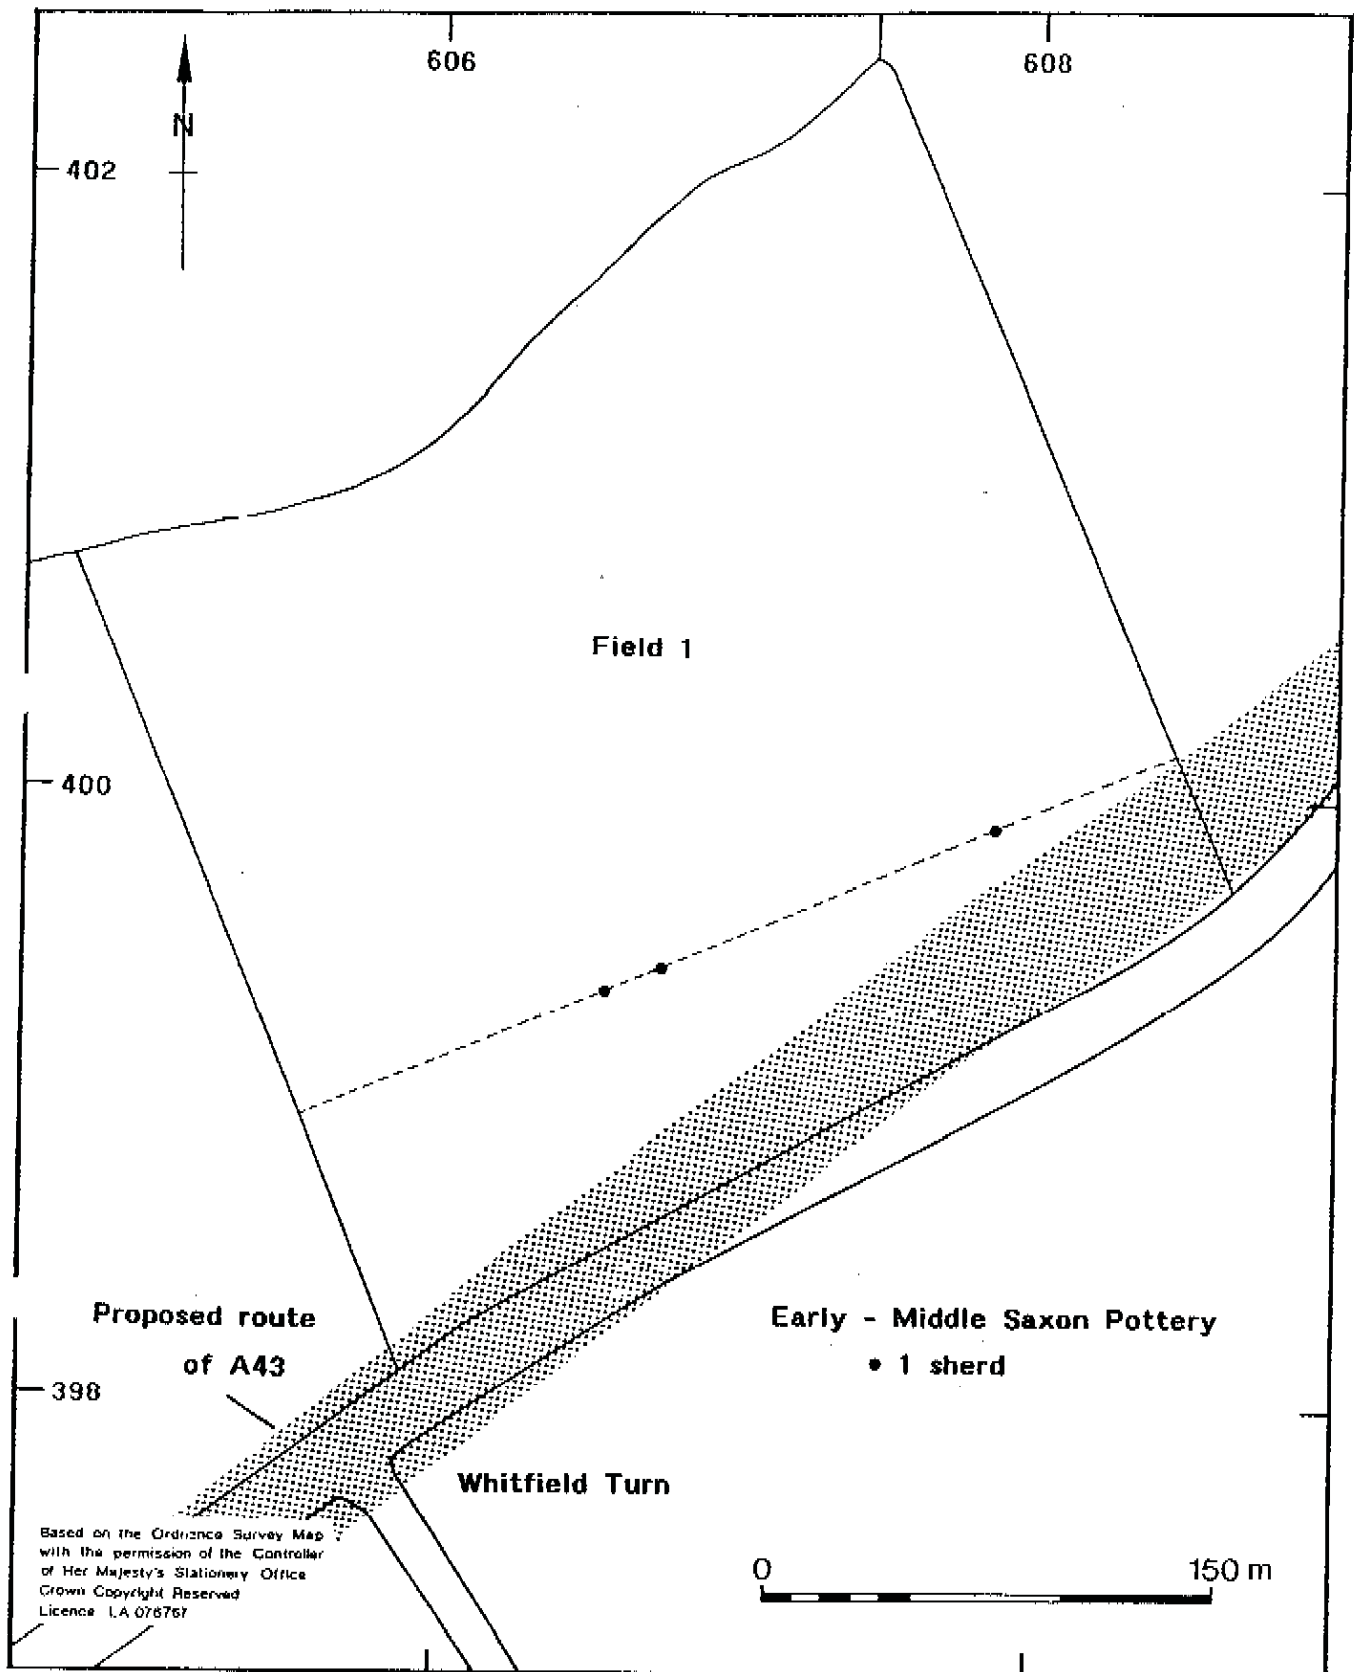 606
608
N
402
Field 1
400
Proposed route
of A43
Early - Middle Saxon Pottery
1 sherd
398
Whitfield Turn
Based on the Ordnance Survey Map
with the permission of the Controller
of Her Majesty's Stationery Office
Crown Copyright Reserved
Licence LA 076767
0 150 m